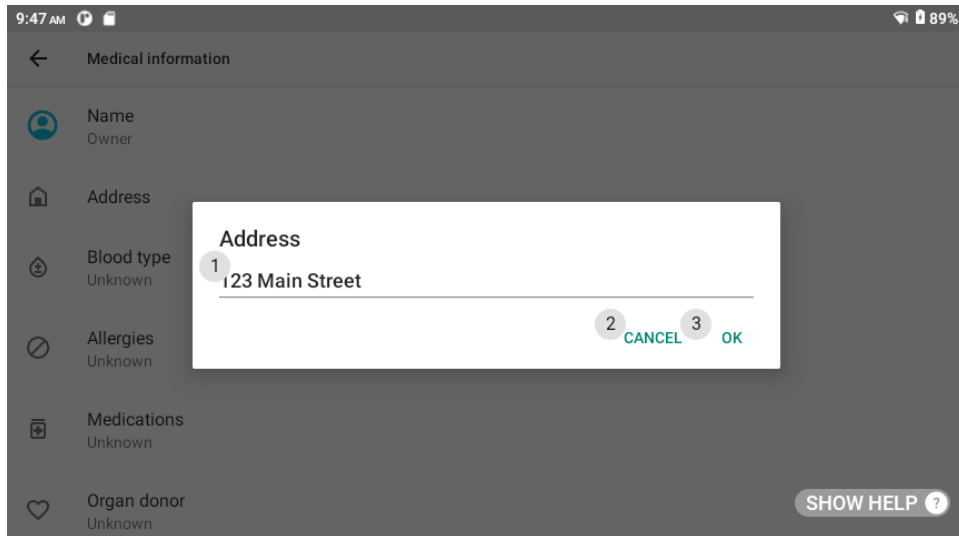 9:47 AM 89%
Medical information
Name
Owner
Address
Blood type
Unknown
Allergies
Unknown
Medications
Unknown
Organ donor
Unknown
Address
1
123 Main Street
2 CANCEL 3 OK
SHOW HELP ?